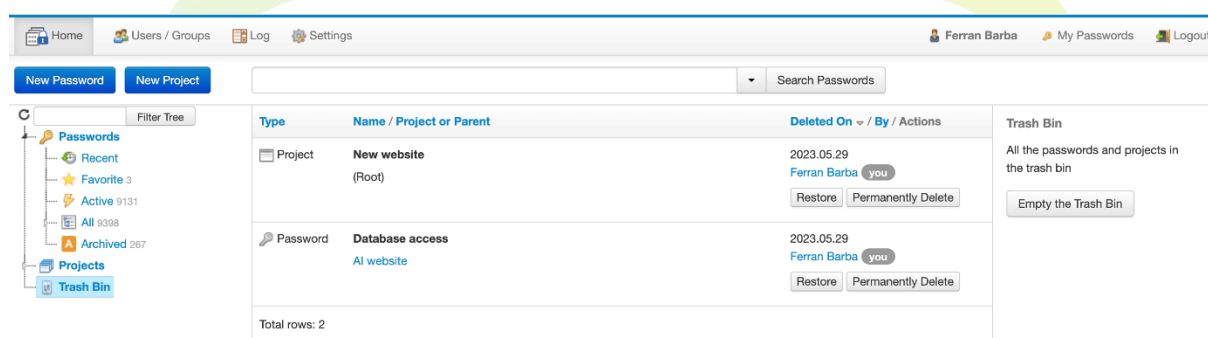 Home Users / Groups Log Settings Ferran Barba My Passwords Logout
New Password New Project Search Passwords
Filter Tree
Passwords
Recent
Favorite 3
Active 9131
All 9398
A Archived 267
Projects
Trash Bin
Type Name / Project or Parent Deleted On / By / Actions
Project New website 2023.05.29
(Root) Ferran Barba you
Restore Permanently Delete
Password Database access 2023.05.29
AI website Ferran Barba you
Restore Permanently Delete
Total rows: 2
Trash Bin
All the passwords and projects in
the trash bin
Empty the Trash Bin